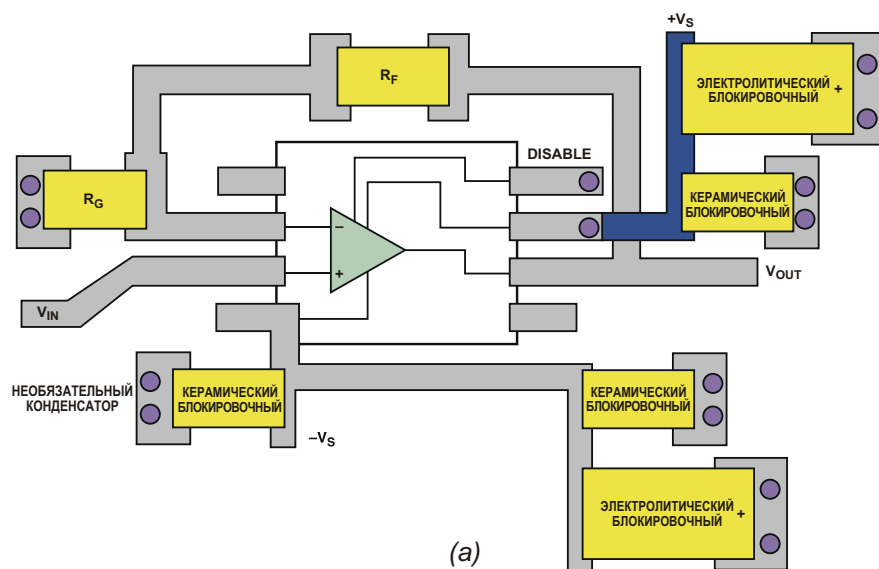 +VS
RF
ЭЛЕКТРОЛИТИЧЕСКИЙ
БЛОКИРОВОЧНЫЙ
+
DISABLE
RG
КЕРАМИЧЕСКИЙ
БЛОКИРОВОЧНЫЙ
–
+
VOUT
VIN
НЕОБЯЗАТЕЛЬНЫЙ
КОНДЕНСАТОР
КЕРАМИЧЕСКИЙ
БЛОКИРОВОЧНЫЙ
–VS
КЕРАМИЧЕСКИЙ
БЛОКИРОВОЧНЫЙ
ЭЛЕКТРОЛИТИЧЕСКИЙ
БЛОКИРОВОЧНЫЙ
+
(a)